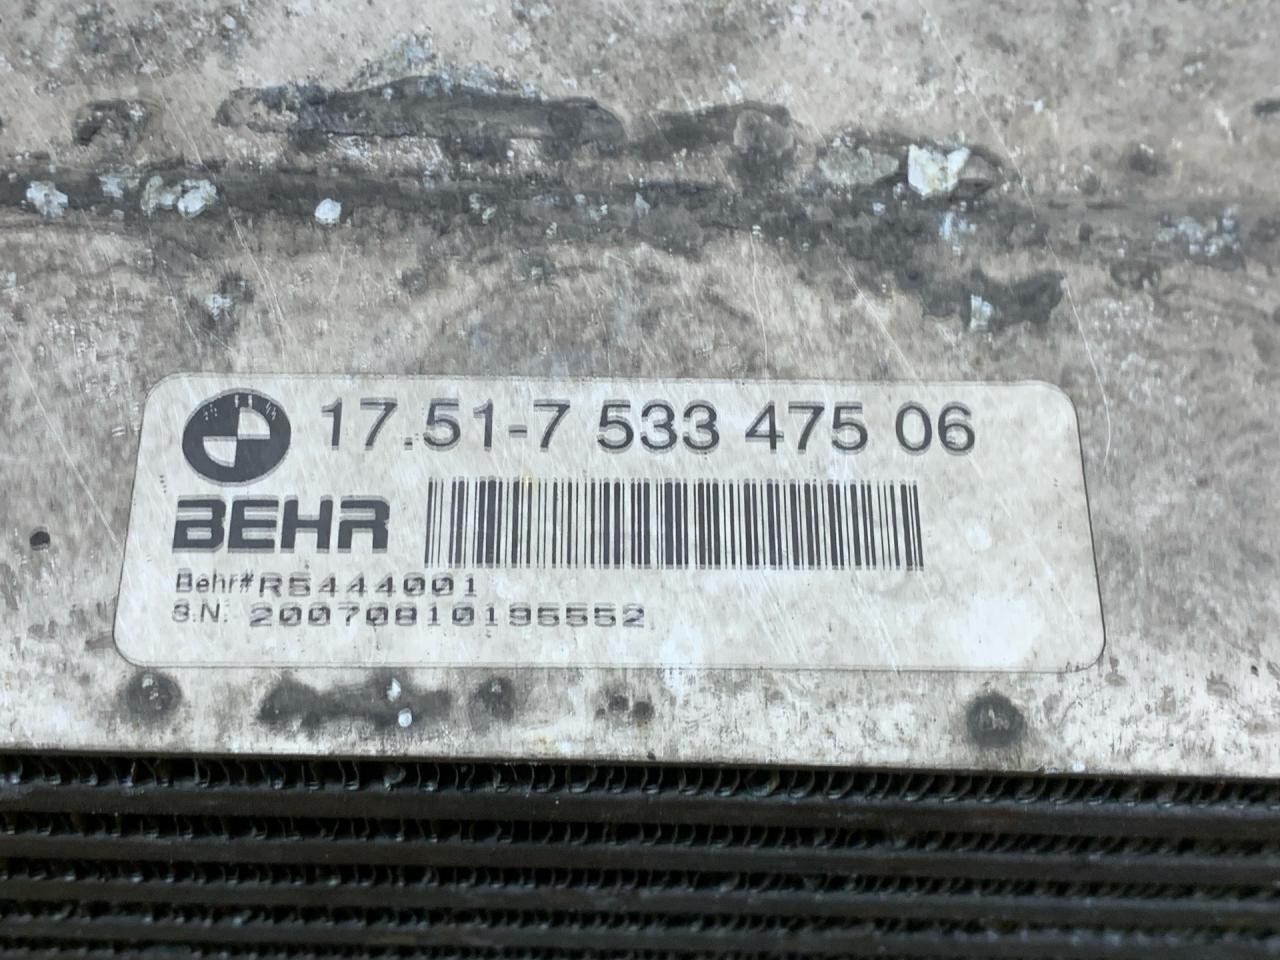 17.51-7 533 475 06
BEHR
Behr# R5444001
S.N. 20070810195552